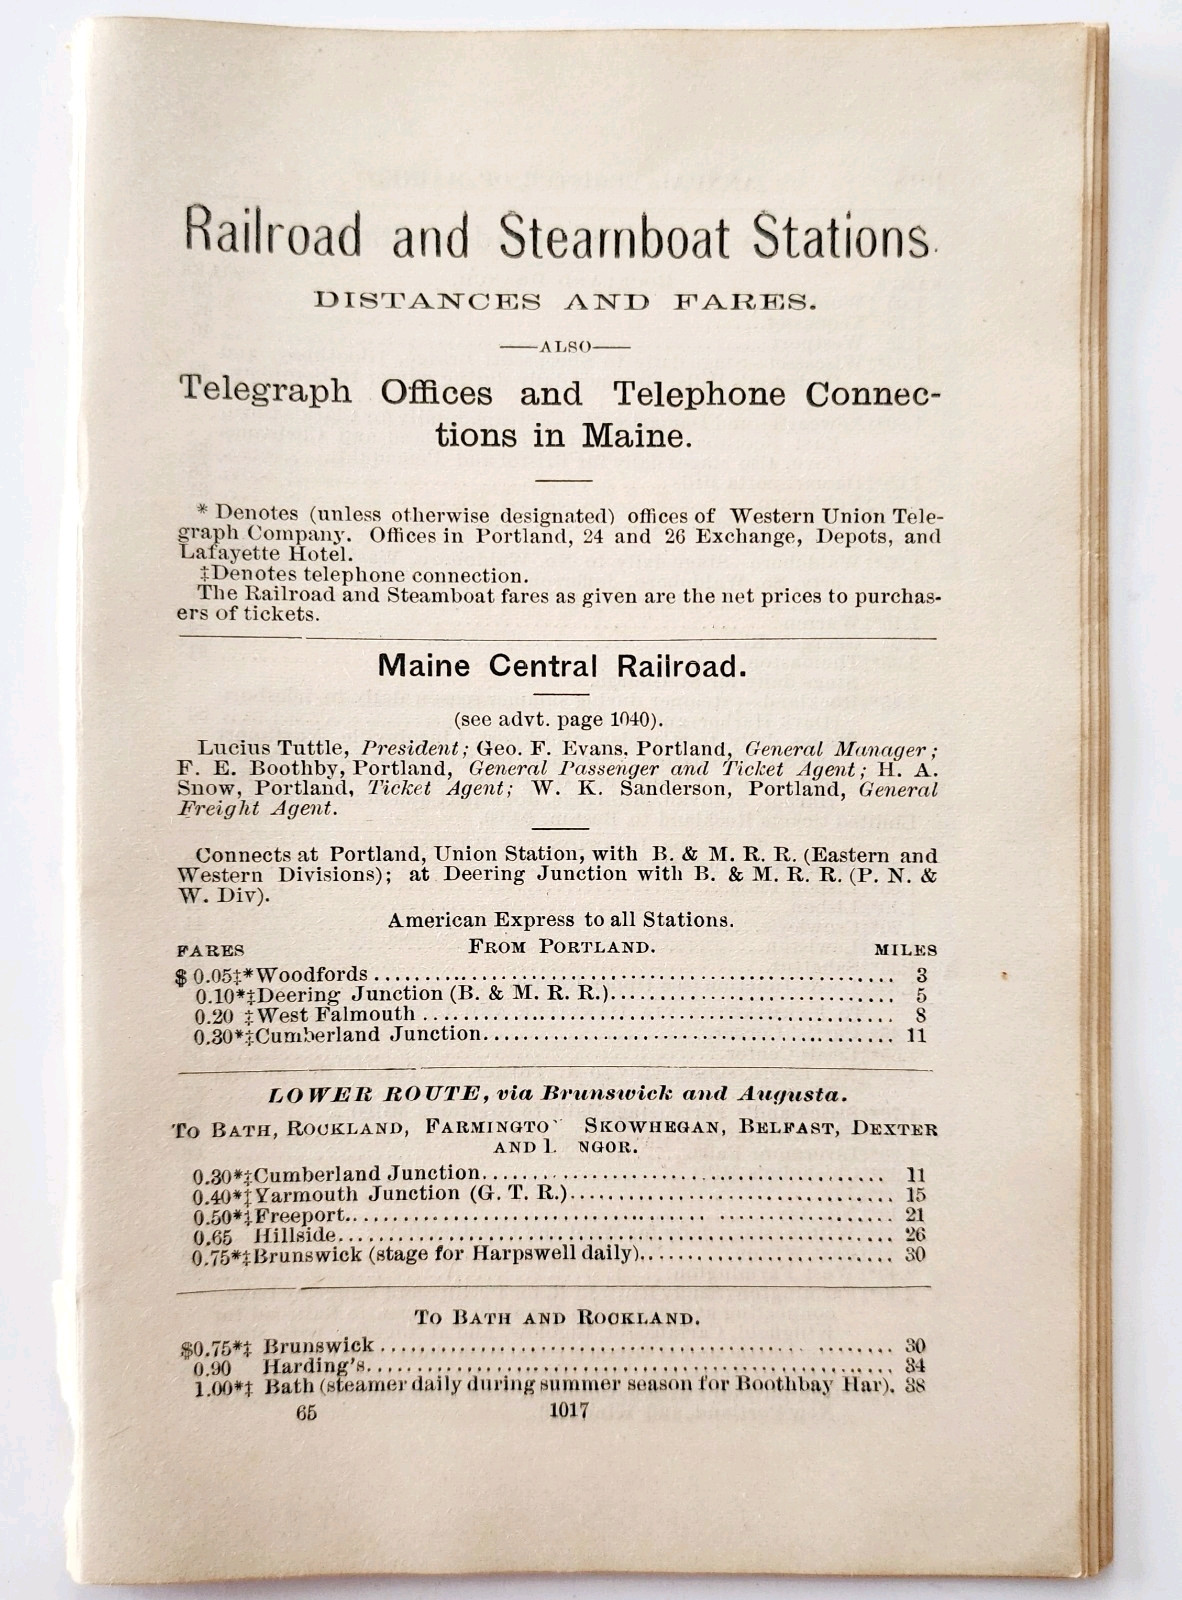 Railroad and Steamboat Stations.
DISTANCES AND FARES.
——ALSO——
Telegraph Offices and Telephone Connec-
tions in Maine.
* Denotes (unless otherwise designated) offices of Western Union Tele-
graph Company. Offices in Portland, 24 and 26 Exchange, Depots, and
Lafayette Hotel.
‡Denotes telephone connection.
The Railroad and Steamboat fares as given are the net prices to purchas-
ers of tickets.
Maine Central Railroad.
(see advt. page 1040).
Lucius Tuttle, President; Geo. F. Evans, Portland, General Manager;
F. E. Boothby, Portland, General Passenger and Ticket Agent; H. A.
Snow, Portland, Ticket Agent; W. K. Sanderson, Portland, General
Freight Agent.
Connects at Portland, Union Station, with B. & M. R. R. (Eastern and
Western Divisions); at Deering Junction with B. & M. R. R. (P. N. &
W. Div).
American Express to all Stations.
FARES FROM PORTLAND. MILES
$ 0.05‡*Woodfords ........ 3
0.10*‡Deering Junction (B. & M. R. R.) ........ 5
0.20 ‡West Falmouth ........ 8
0.30*‡Cumberland Junction ........ 11
LOWER ROUTE, via Brunswick and Augusta.
TO BATH, ROCKLAND, FARMINGTO SKOWHEGAN, BELFAST, DEXTER
AND NGOR.
0.30*‡Cumberland Junction ........ 11
0.40*‡Yarmouth Junction (G. T. R.) ........ 15
0.50*‡Freeport ........ 21
0.65 Hillside ........ 26
0.75*‡Brunswick (stage for Harpswell daily) ........ 30
TO BATH AND ROCKLAND.
$0.75*‡ Brunswick ........ 30
0.90 Harding's ........ 34
1.00*‡ Bath (steamer daily during summer season for Boothbay Har). 38
65 1017